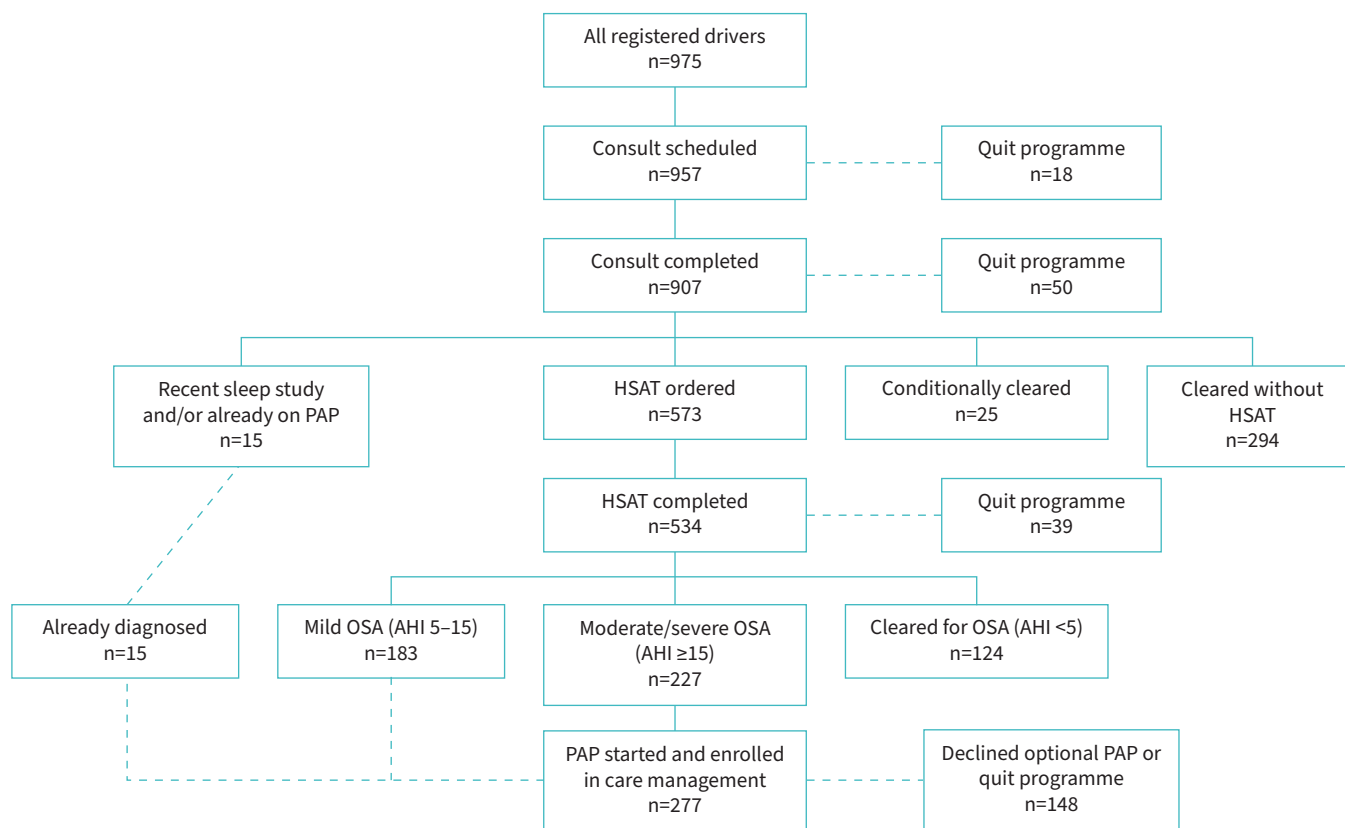 All registered drivers
n=975
Consult scheduled
n=957
Quit programme
n=18
Consult completed
n=907
Quit programme
n=50
Recent sleep study
and/or already on PAP
n=15
HSAT ordered
n=573
Conditionally cleared
n=25
Cleared without
HSAT
n=294
HSAT completed
n=534
Quit programme
n=39
Already diagnosed
n=15
Mild OSA (AHI 5–15)
n=183
Moderate/severe OSA
(AHI ≥15)
n=227
Cleared for OSA (AHI <5)
n=124
PAP started and enrolled
in care management
n=277
Declined optional PAP or
quit programme
n=148